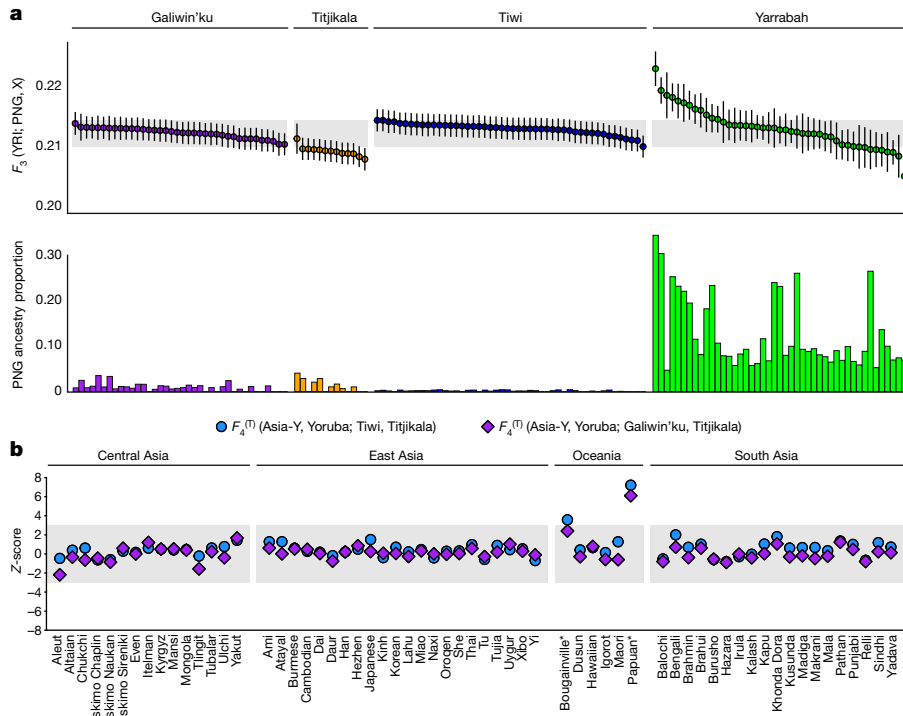 a
Galiwin'ku
Titjikala
Tiwi
Yarrabah
F3 (YRI; PNG, X)
0.22
0.21
0.20
PNG ancestry proportion
0.30
0.20
0.10
0
F4(T) (Asia-Y, Yoruba; Tiwi, Titjikala)
F4(T) (Asia-Y, Yoruba; Galiwin'ku, Titjikala)
b
Central Asia
East Asia
Oceania
South Asia
Z-score
8
6
4
2
0
−2
−4
−6
−8
Aleut
Altaian
Chukchi
skimo Chaplin
skimo Naukan
skimo Sireniki
Even
Itelman
Kyrgyz
Mansi
Mongola
Tlingit
Tubalar
Ulchi
Yakut
Ami
Atayal
Burmese
Cambodian
Dai
Daur
Han
Hezhen
Japanese
Kinh
Korean
Lahu
Miao
Naxi
Oroqen
She
Thai
Tu
Tujia
Uygur
Xibo
Yi
Bougainville*
Dusun
Hawaiian
Igorot
Maori
Papuan*
Balochi
Bengali
Brahmin
Brahui
Burusho
Hazara
Irula
Kalash
Kapu
Khonda Dora
Kusunda
Madiga
Makrani
Mala
Pathan
Punjabi
Relli
Sindhi
Yadava